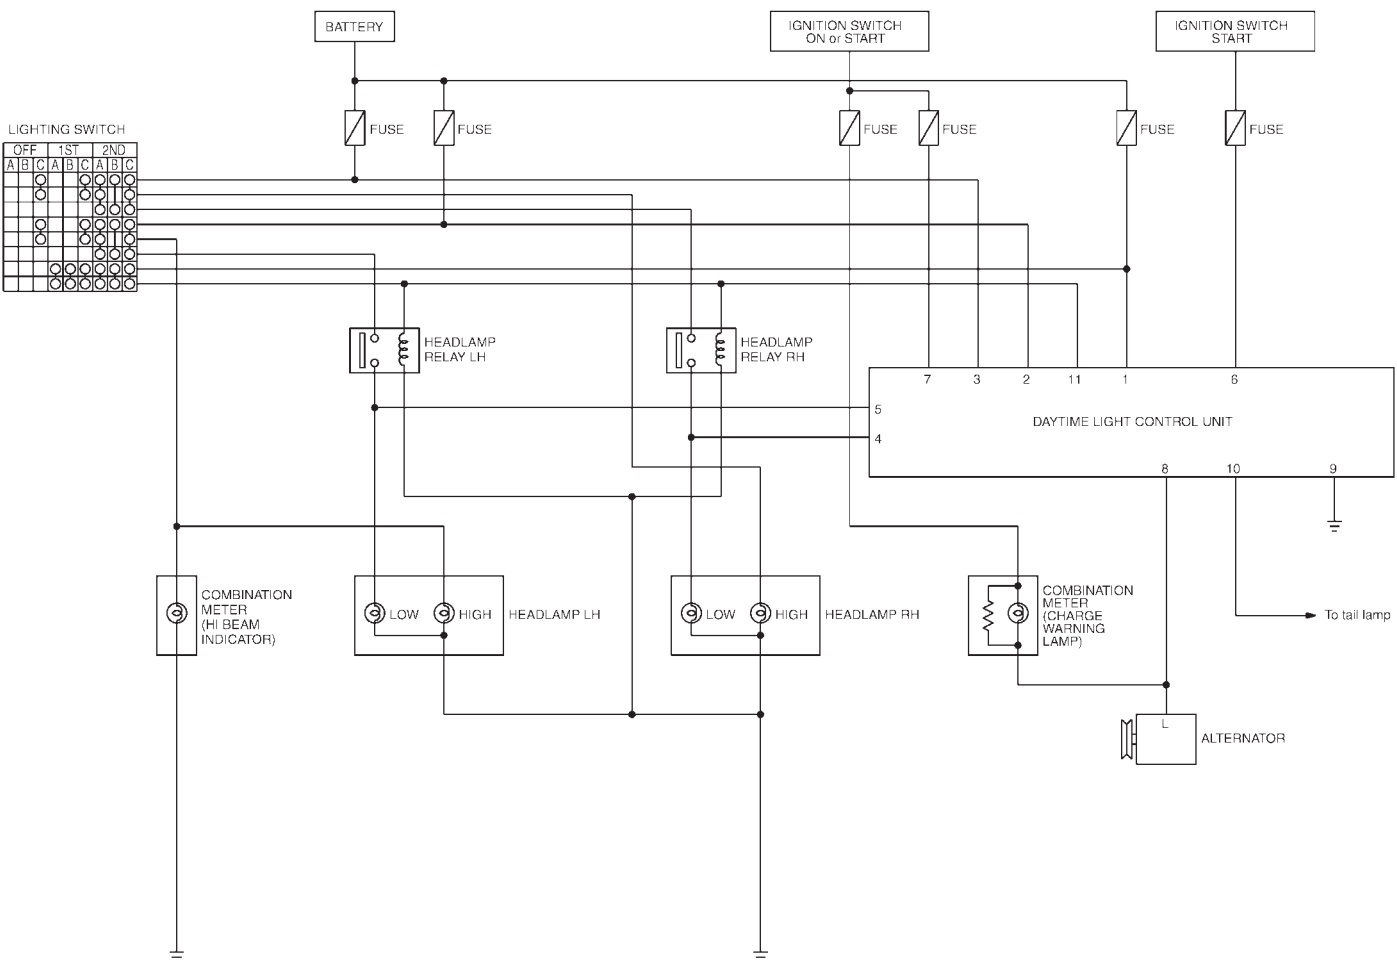 BATTERY
IGNITION SWITCH
ON or START
IGNITION SWITCH
START
FUSE
FUSE
FUSE
FUSE
FUSE
FUSE
LIGHTING SWITCH
OFF 1ST 2ND
A B C A B C A B C
HEADLAMP
RELAY LH
HEADLAMP
RELAY RH
7 3 2 11 1 6
5
4
DAYTIME LIGHT CONTROL UNIT
8 10 9
COMBINATION
METER
(HI BEAM
INDICATOR)
LOW
HIGH
HEADLAMP LH
LOW
HIGH
HEADLAMP RH
COMBINATION
METER
(CHARGE
WARNING
LAMP)
To tail lamp
L
ALTERNATOR